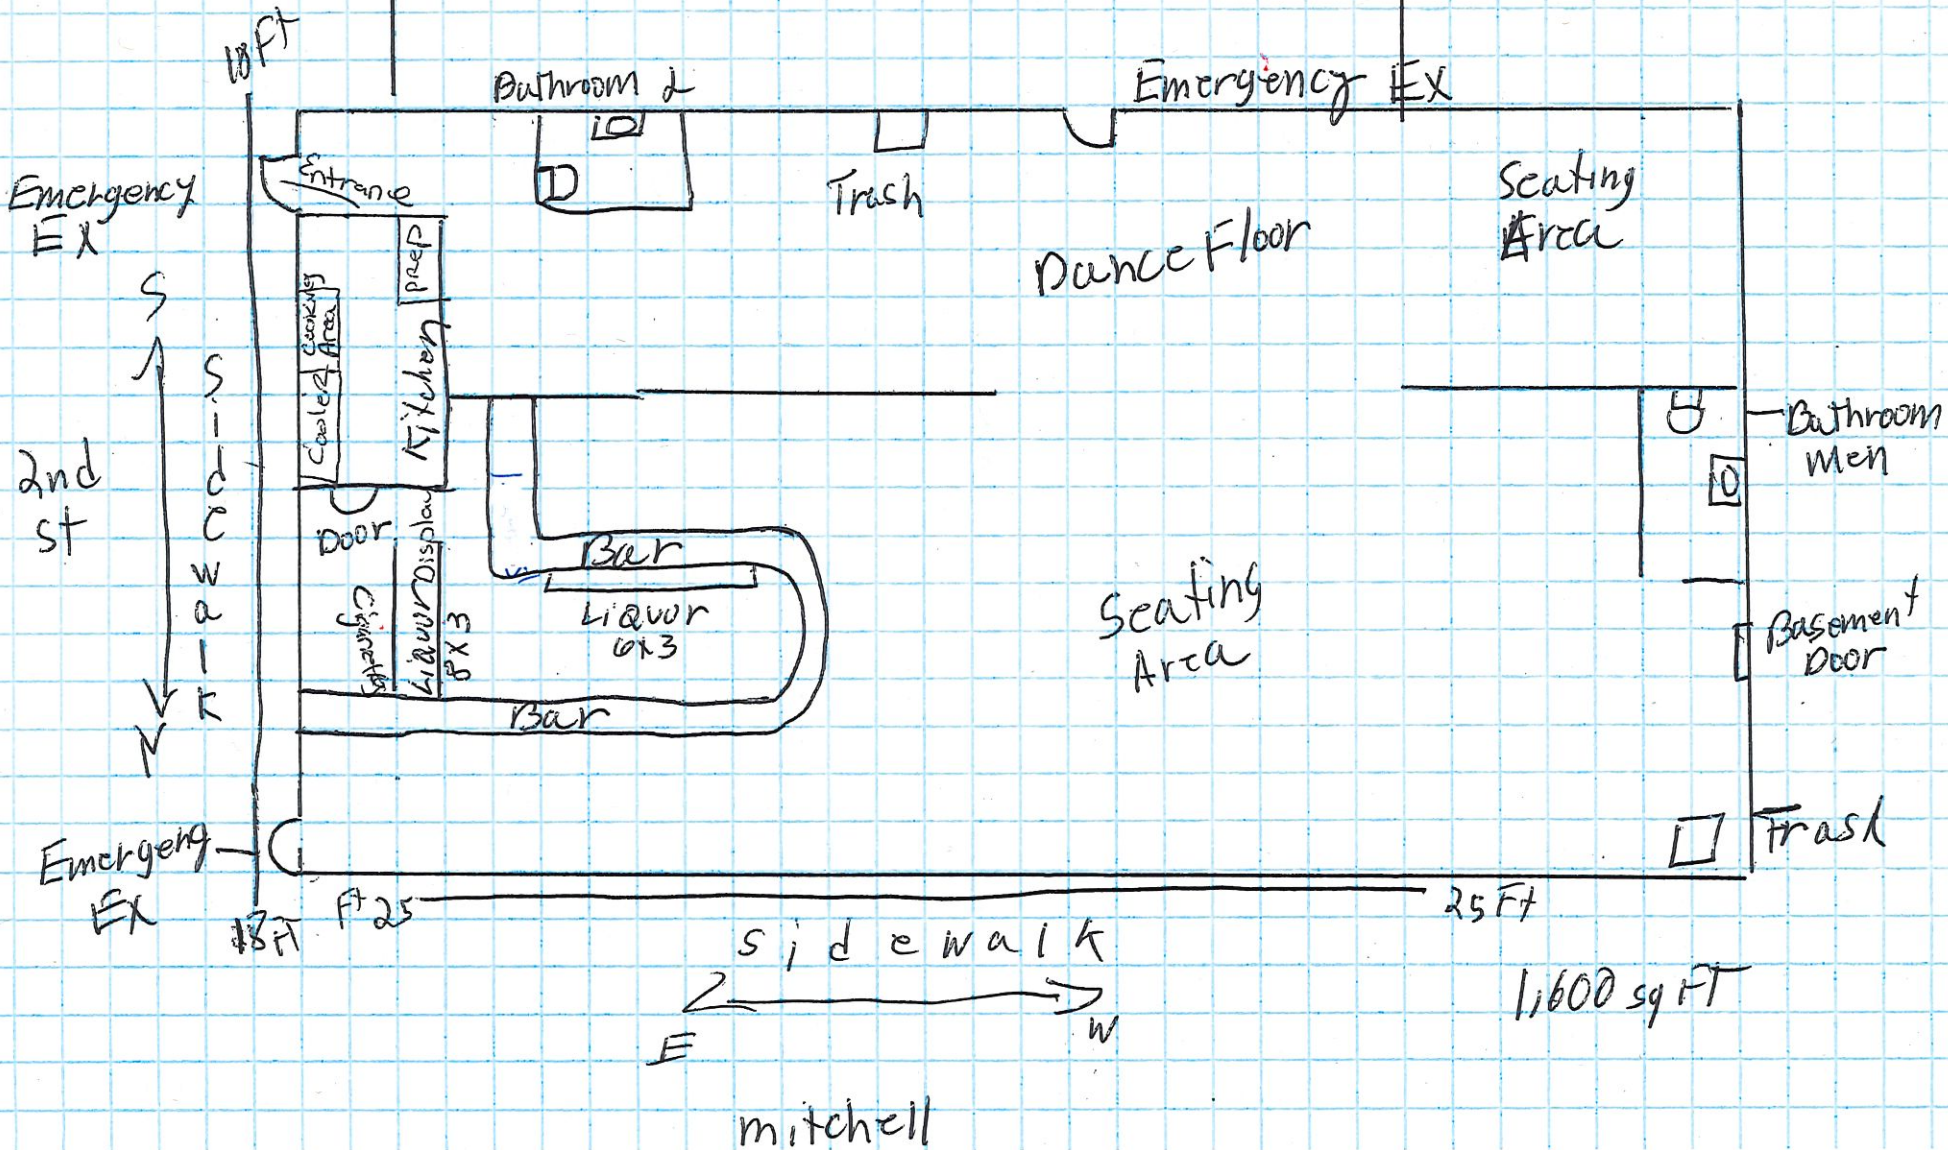 18 Ft
Bathroom 2
Emergency Ex
Emergency
Ex
Entrance
Trash
Seating
Area
Dance Floor
PREP
Cooking
Area
Cooler
Kitchen
S
Sidewalk
2nd
St
N
Door
Cigarettes
Liquor Display
8x3
Bar
Liquor
6x3
Bar
Seating
Area
Bathroom
Men
Basement
Door
Trash
Emergency
Ex
18 Ft
Ft 25
25 Ft
sidewalk
E
W
1,600 sq FT
mitchell